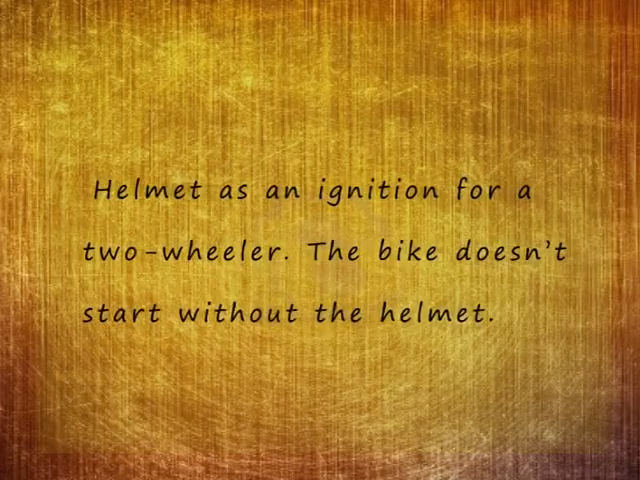 Helmet as an ignition for a
two-wheeler. The bike doesn't
start without the helmet.